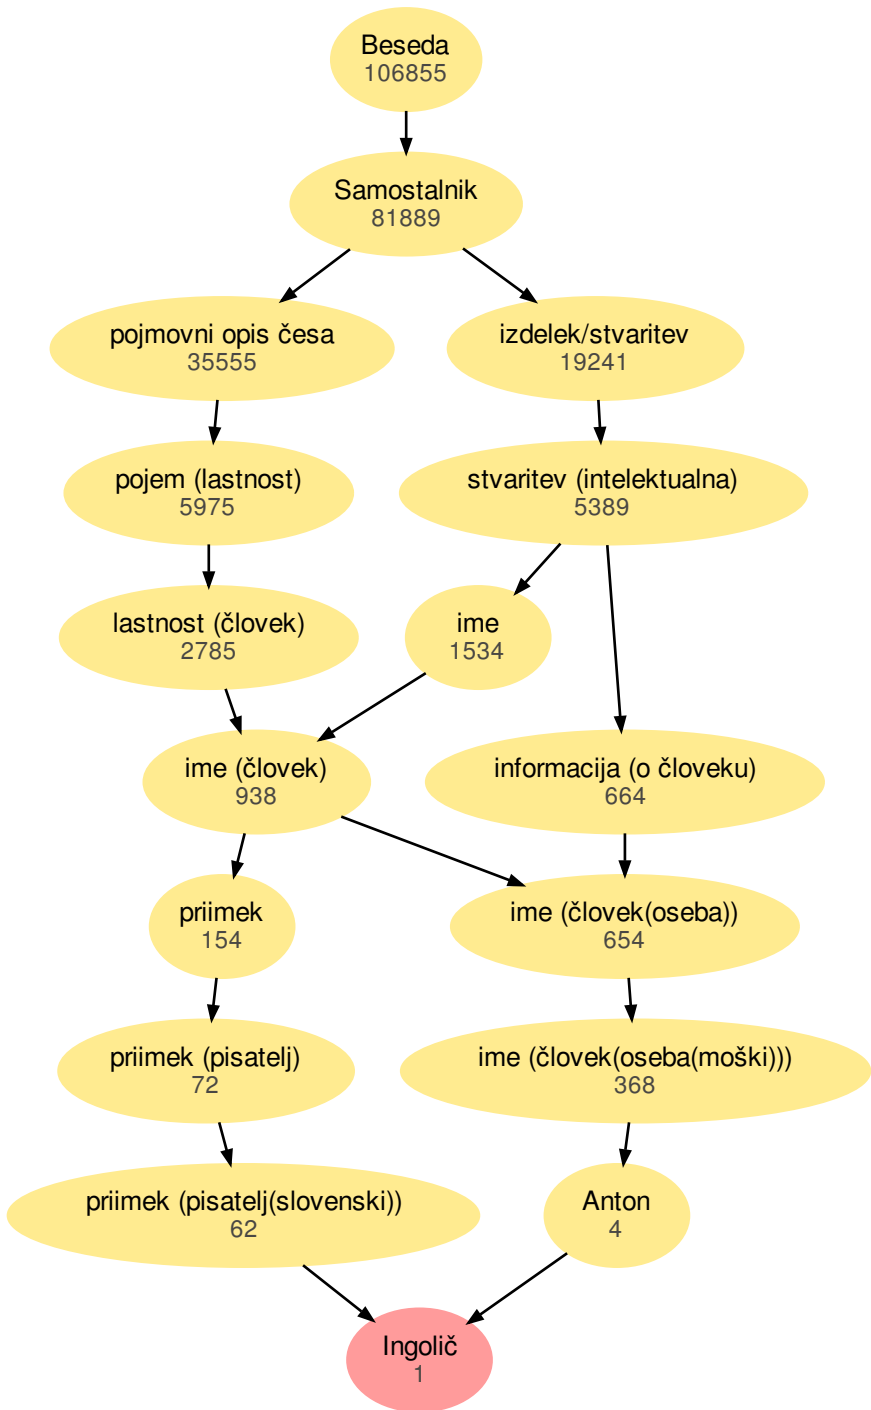 Beseda
106855
Samostalnik
81889
pojmovni opis česa
35555
izdelek/stvaritev
19241
pojem (lastnost)
5975
stvaritev (intelektualna)
5389
lastnost (človek)
2785
ime
1534
ime (človek)
938
informacija (o človeku)
664
priimek
154
ime (človek(oseba))
654
priimek (pisatelj)
72
ime (človek(oseba(moški)))
368
priimek (pisatelj(slovenski))
62
Anton
4
Ingolič
1